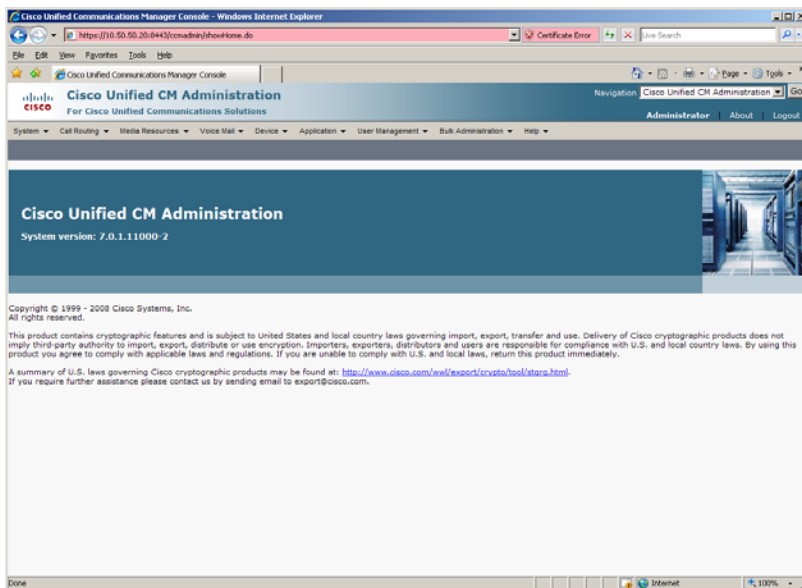 Cisco Unified Communications Manager Console - Windows Internet Explorer
https://10.50.50.20:8443/ccmadmin/showHome.do
Certificate Error
Live Search
File Edit View Favorites Tools Help
Cisco Unified Communications Manager Console
Page Tools
CISCO
Cisco Unified CM Administration
For Cisco Unified Communications Solutions
Navigation Cisco Unified CM Administration Go
Administrator | About | Logout
System Call Routing Media Resources Voice Mail Device Application User Management Bulk Administration Help
Cisco Unified CM Administration
System version: 7.0.1.11000-2
Copyright © 1999 - 2008 Cisco Systems, Inc.
All rights reserved.
This product contains cryptographic features and is subject to United States and local country laws governing import, export, transfer and use. Delivery of Cisco cryptographic products does not
imply third-party authority to import, export, distribute or use encryption. Importers, exporters, distributors and users are responsible for compliance with U.S. and local country laws. By using this
product you agree to comply with applicable laws and regulations. If you are unable to comply with U.S. and local laws, return this product immediately.
A summary of U.S. laws governing Cisco cryptographic products may be found at: http://www.cisco.com/wwl/export/crypto/tool/stqrg.html.
If you require further assistance please contact us by sending email to export@cisco.com.
Done
Internet
100%